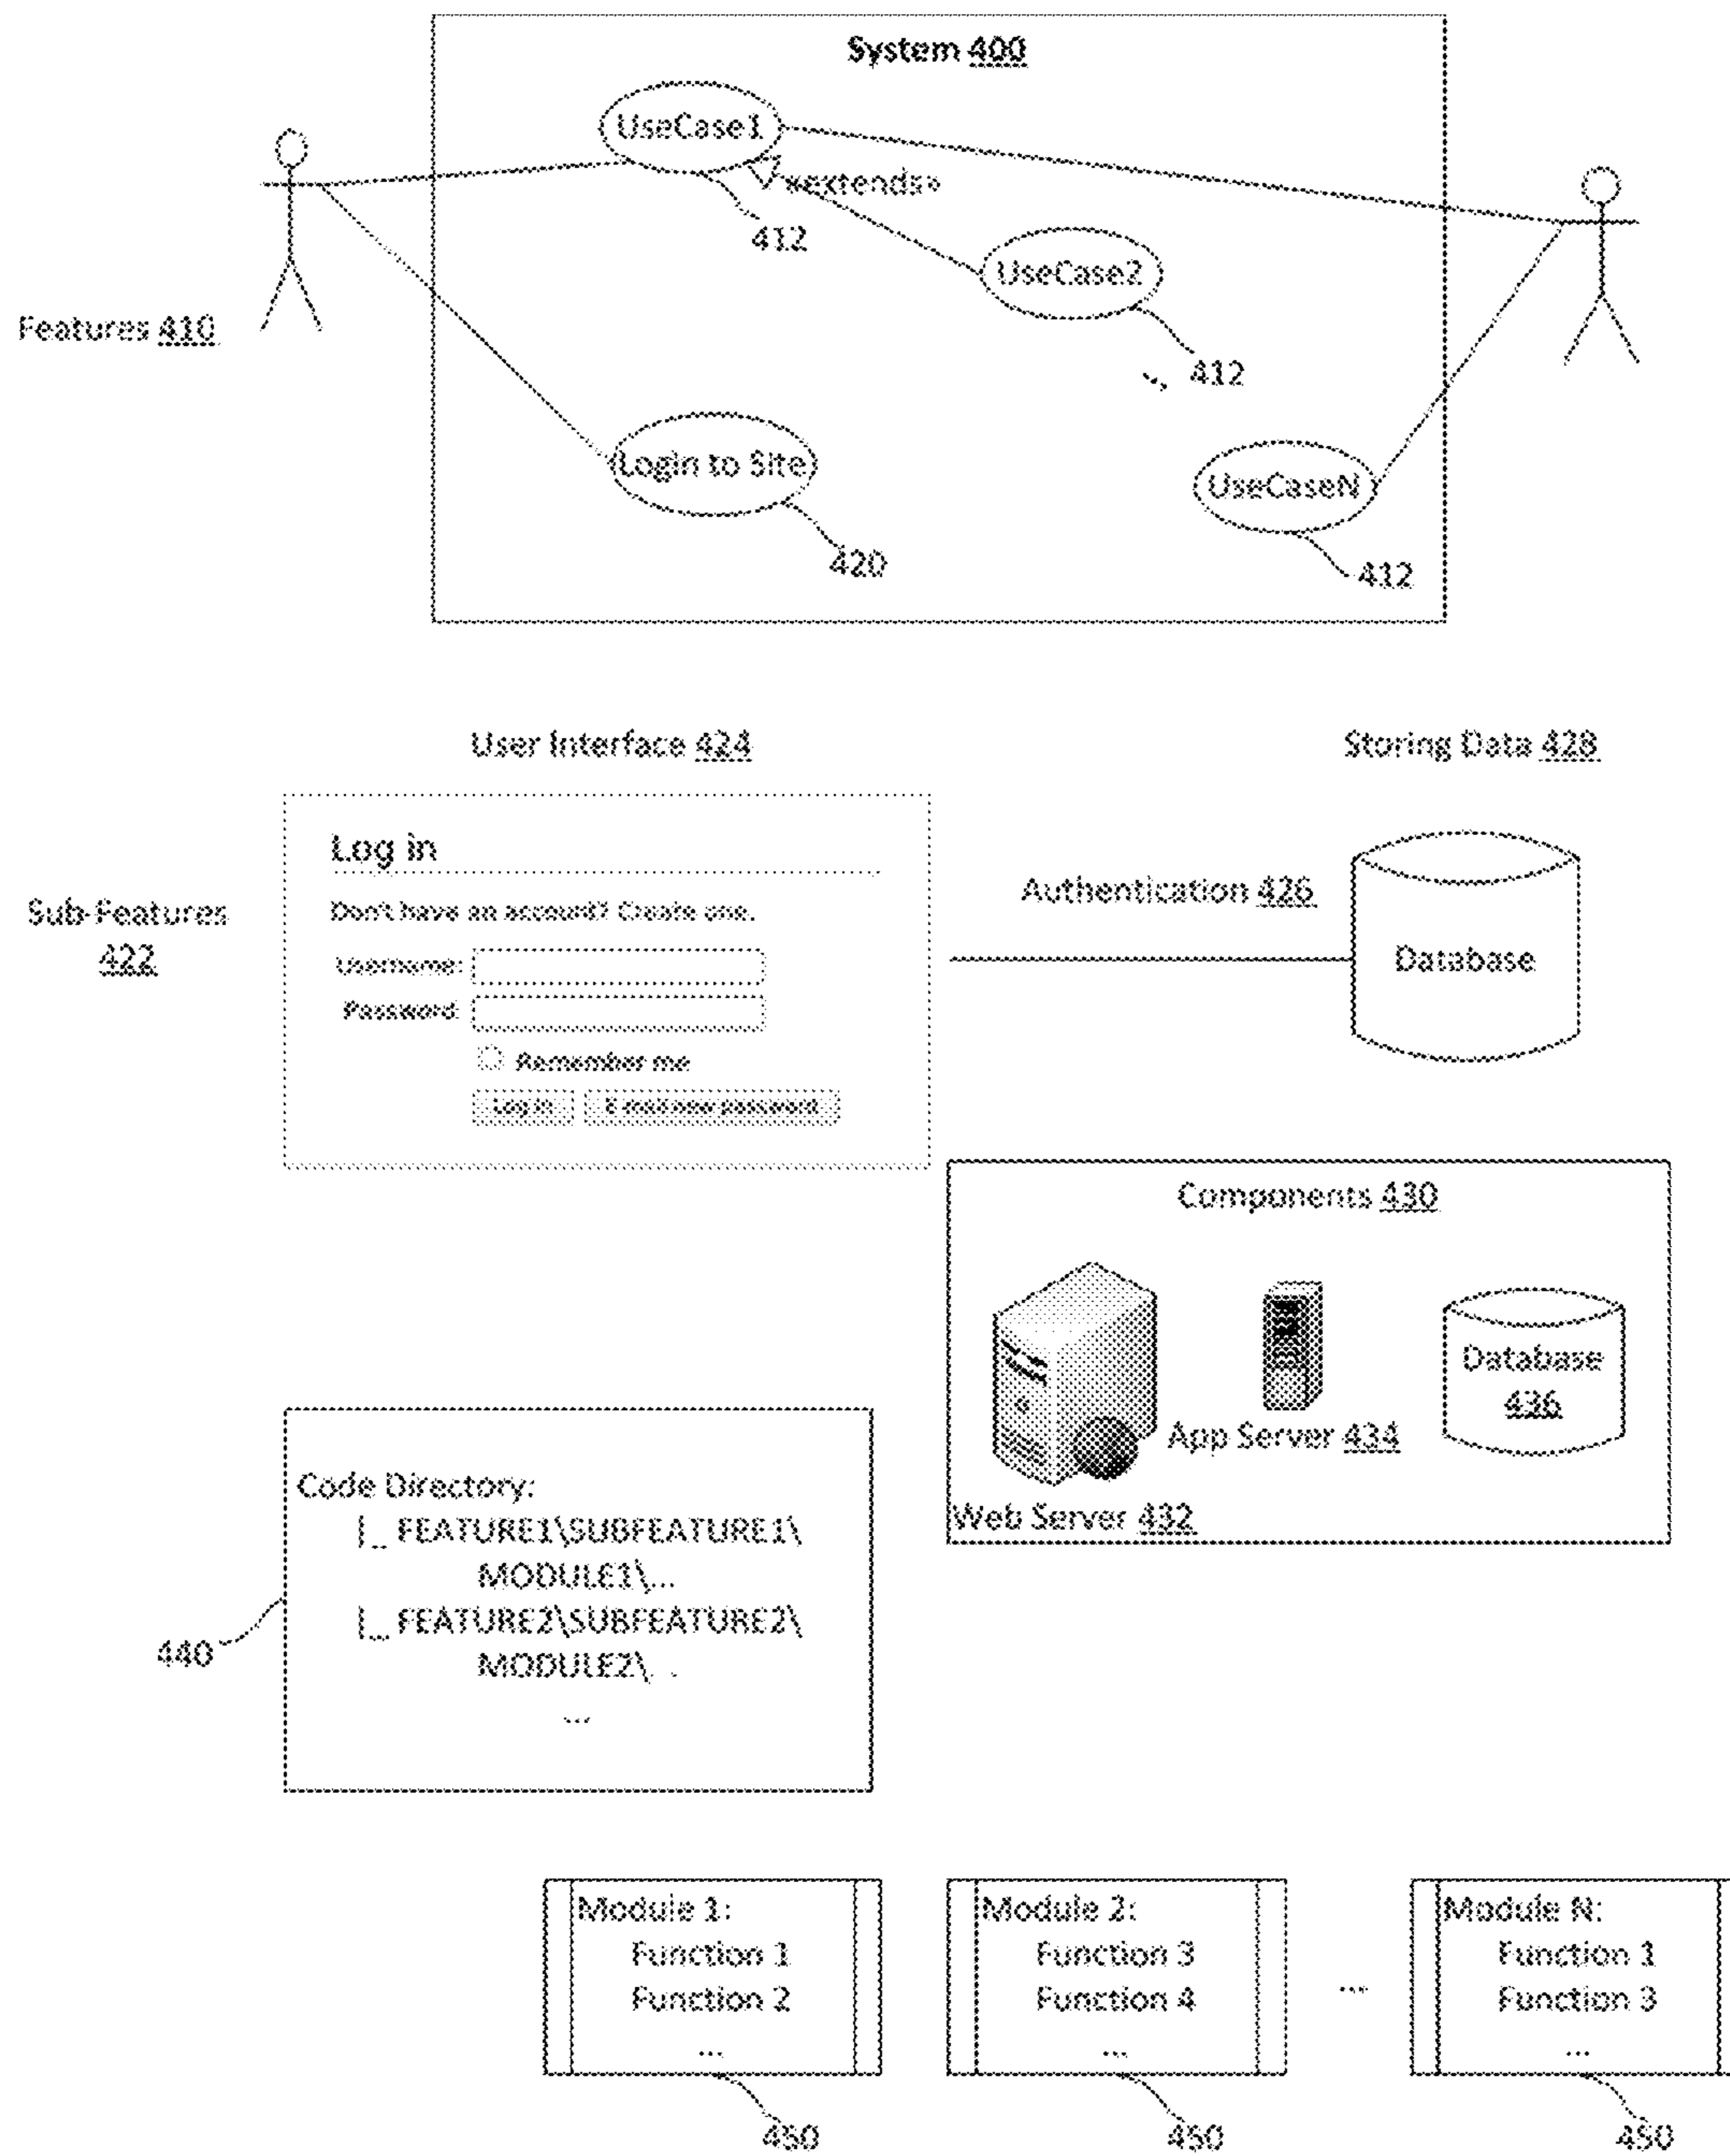 System 400
UseCase1
«extends»
412
UseCase2
Features 410
412
Login to Site
UseCaseN
420
412
User Interface 424
Storing Data 428
Log in
Don't have an account? Create one.
Sub-Features
422
Username:
Password:
Remember me
Log in
E-mail new password
Authentication 426
Database
Components 430
Database
436
App Server 434
Web Server 432
Code Directory:
|_ FEATURE1\SUBFEATURE1\
MODULE1\...
|_ FEATURE2\SUBFEATURE2\
MODULE2\...
...
440
Module 1:
Function 1
Function 2
...
450
Module 2:
Function 3
Function 4
...
450
...
Module N:
Function 1
Function 3
...
450